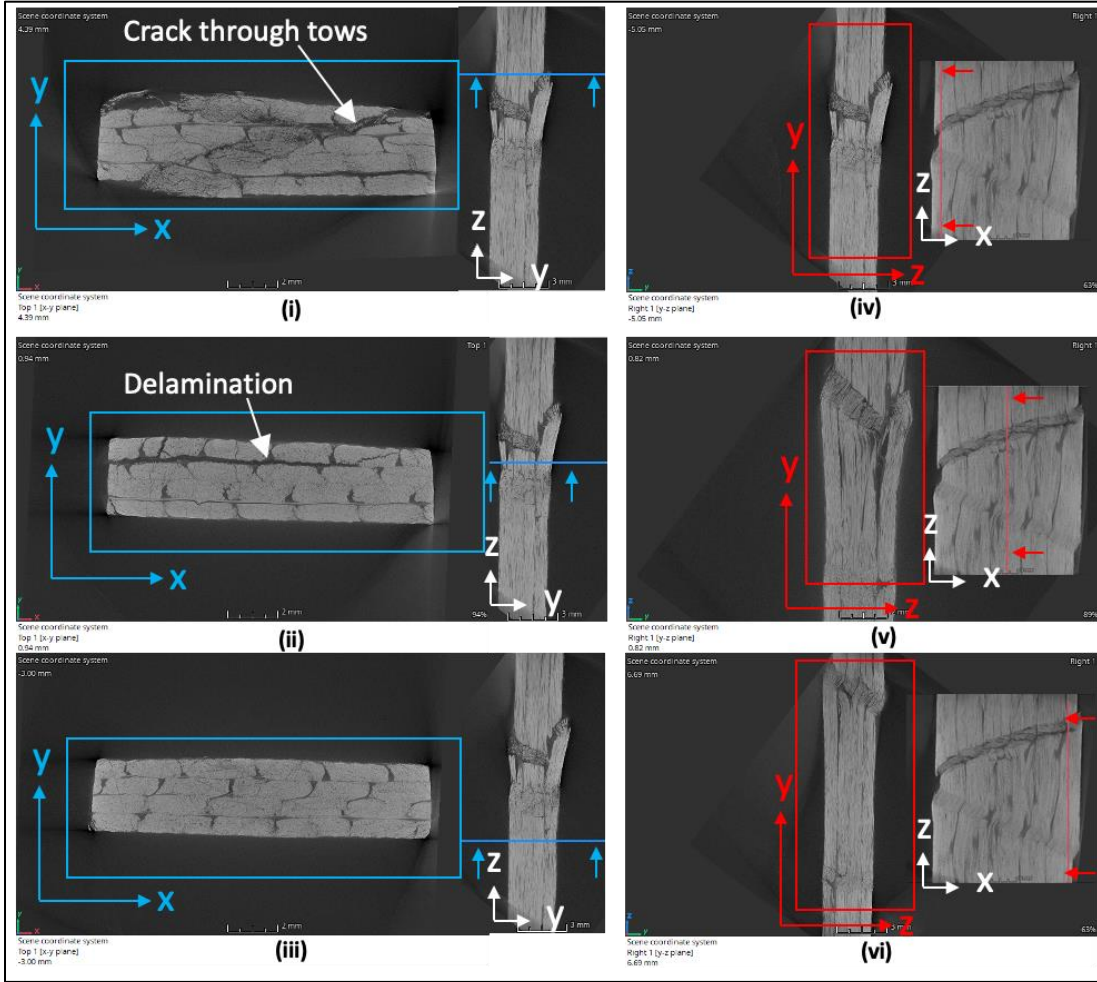 Scene coordinate system
4.39 mm
Crack through tows
y
x
z
y
2 mm
3 mm
Scene coordinate system
Top 1 [x-y plane]
4.39 mm
(i)
Scene coordinate system
-5.05 mm
Right 1
y
z
z
x
3 mm
63%
Scene coordinate system
Right 1 [y-z plane]
-5.05 mm
(iv)
Scene coordinate system
0.94 mm
Top 1
Delamination
y
x
z
y
2 mm
94%
3 mm
Scene coordinate system
Top 1 [x-y plane]
0.94 mm
(ii)
Scene coordinate system
0.82 mm
Right 1
y
z
z
x
mm
89%
Scene coordinate system
Right 1 [y-z plane]
0.82 mm
(v)
Scene coordinate system
-3.00 mm
y
x
z
y
2 mm
3 mm
Scene coordinate system
Top 1 [x-y plane]
-3.00 mm
(iii)
Scene coordinate system
6.69 mm
Right 1
y
z
z
x
3 mm
63%
Scene coordinate system
Right 1 [y-z plane]
6.69 mm
(vi)